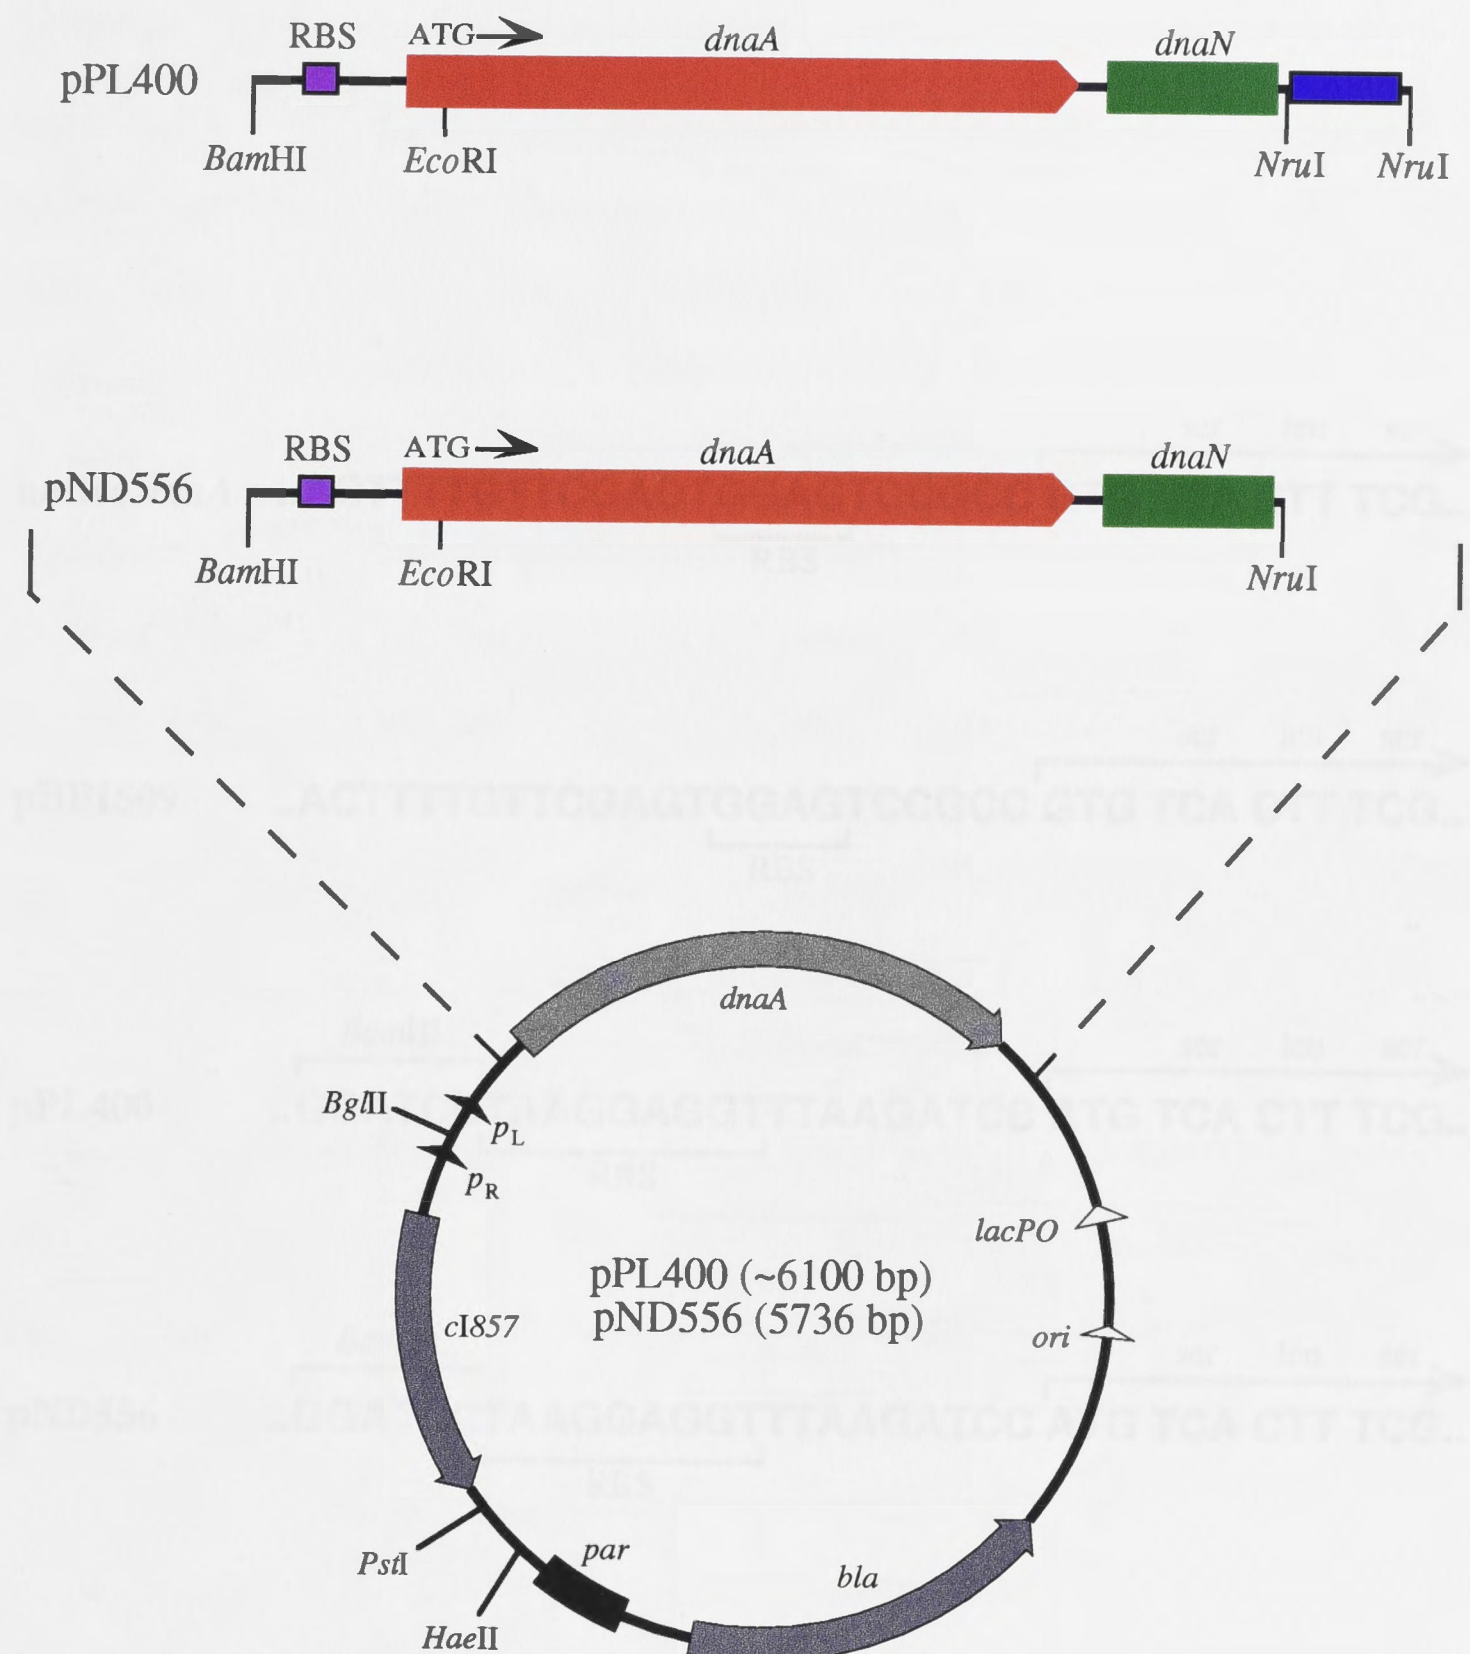 RBS ATG dnaA dnaN
pPL400
BamHI EcoRI NruI NruI
RBS ATG dnaA dnaN
pND556
BamHI EcoRI NruI
dnaA
BglII
pL
pR
lacPO
pPL400 (~6100 bp)
pND556 (5736 bp)
cI857
ori
PstI
par
bla
HaeII